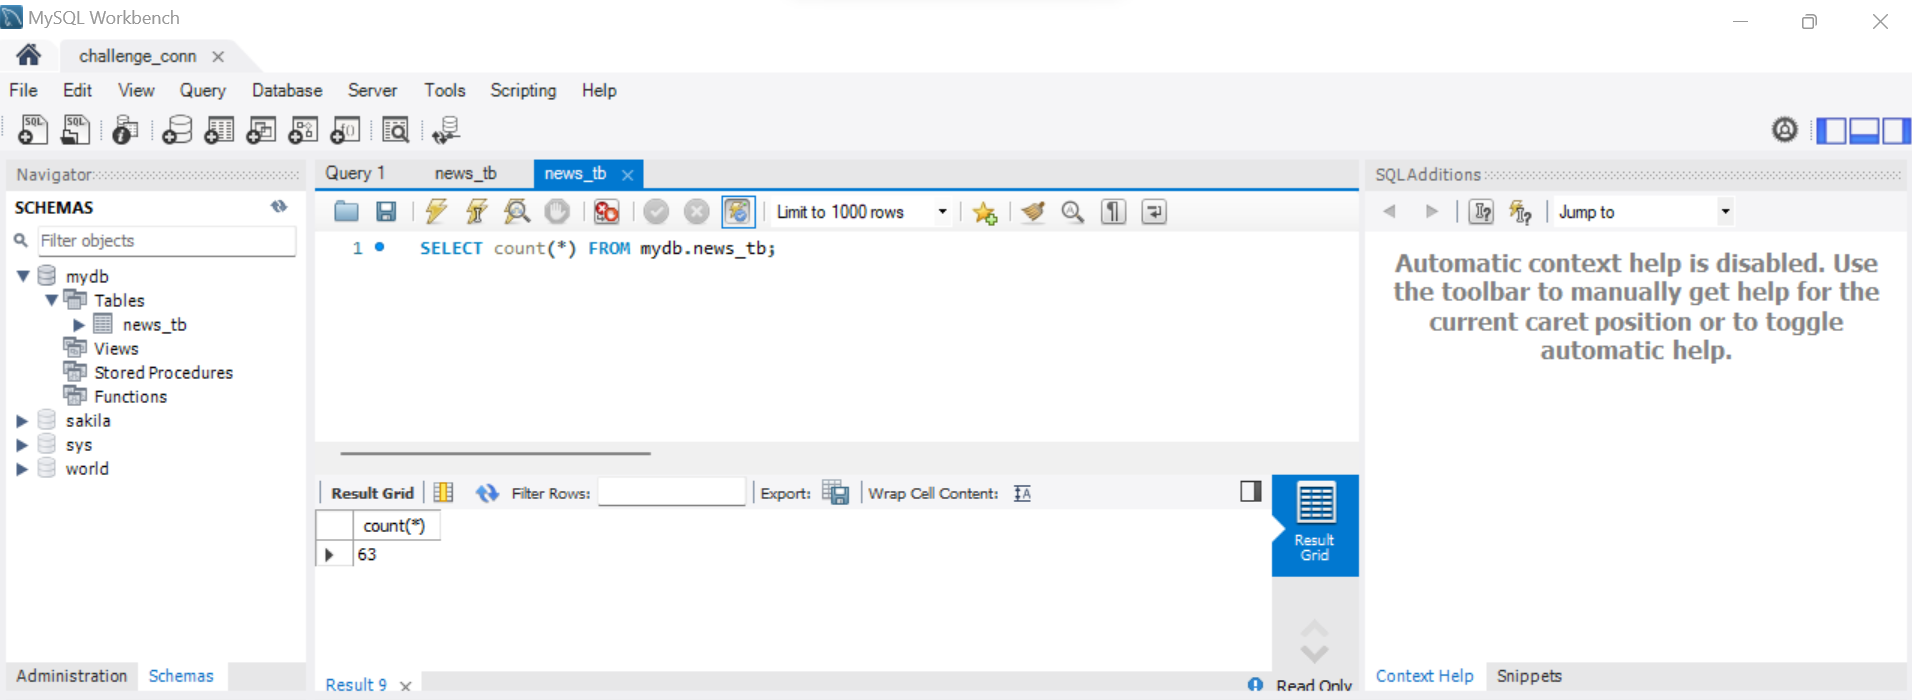 MySQL Workbench
challenge_conn
File Edit View Query Database Server Tools Scripting Help
Navigator
SCHEMAS
Filter objects
mydb
Tables
news_tb
Views
Stored Procedures
Functions
sakila
sys
world
Administration Schemas
Query 1 news_tb news_tb
Limit to 1000 rows
1 SELECT count(*) FROM mydb.news_tb;
Result Grid Filter Rows: Export: Wrap Cell Content:
count(*)
63
Result
Grid
Result 9 Read Only
SQLAdditions
Jump to
Automatic context help is disabled. Use
the toolbar to manually get help for the
current caret position or to toggle
automatic help.
Context Help Snippets